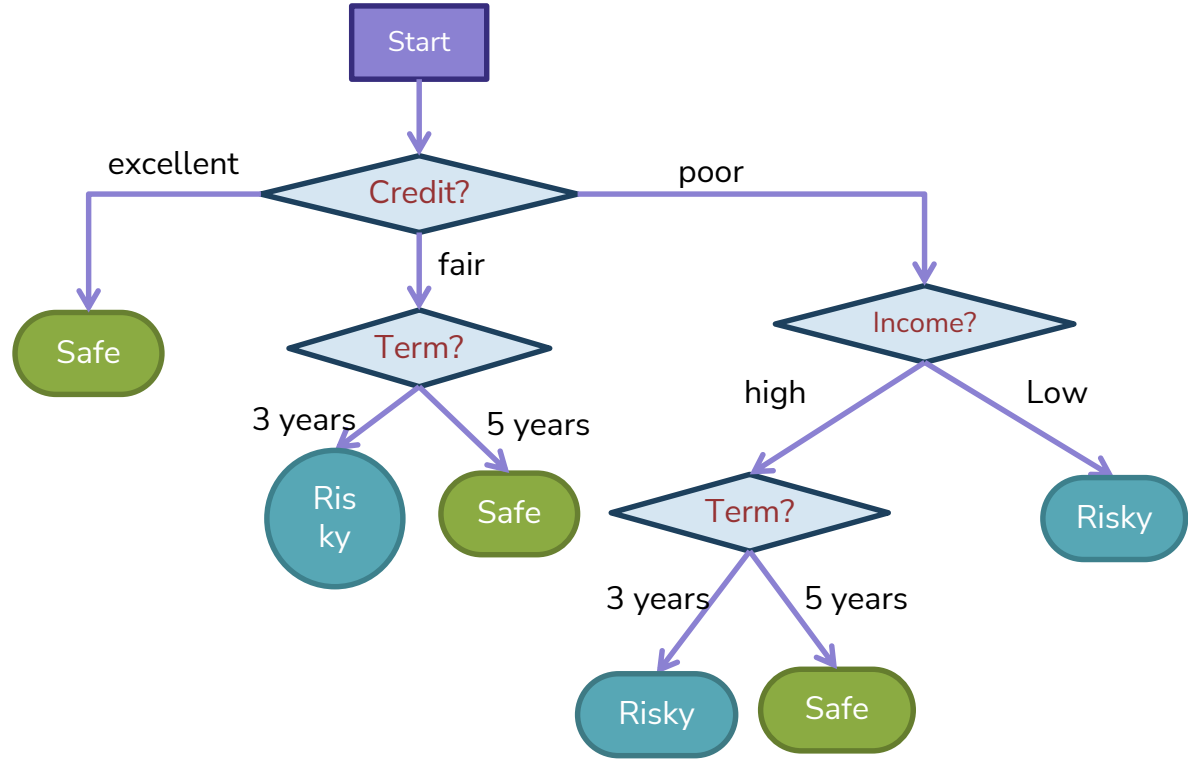 Start
excellent
Credit?
poor
fair
Safe
Term?
Income?
3 years
5 years
high
Low
Ris
ky
Safe
Term?
Risky
3 years
5 years
Risky
Safe